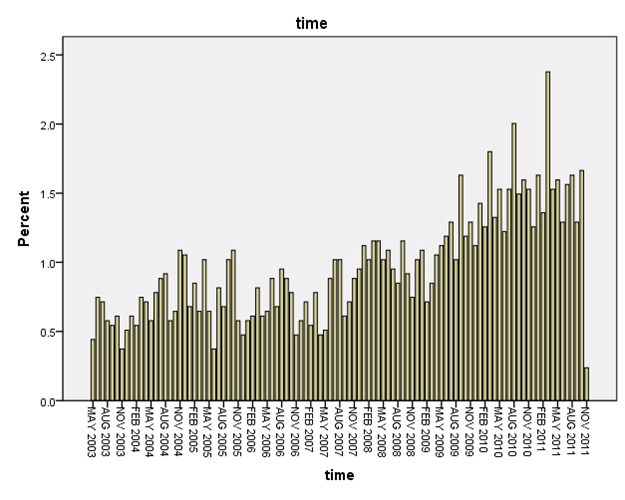 time
Percent
2.5
2.0
1.5
1.0
0.5
0.0
MAY 2003
AUG 2003
NOV 2003
FEB 2004
MAY 2004
AUG 2004
NOV 2004
FEB 2005
MAY 2005
AUG 2005
NOV 2005
FEB 2006
MAY 2006
AUG 2006
NOV 2006
FEB 2007
MAY 2007
AUG 2007
NOV 2007
FEB 2008
MAY 2008
AUG 2008
NOV 2008
FEB 2009
MAY 2009
AUG 2009
NOV 2009
FEB 2010
MAY 2010
AUG 2010
NOV 2010
FEB 2011
MAY 2011
AUG 2011
NOV 2011
time